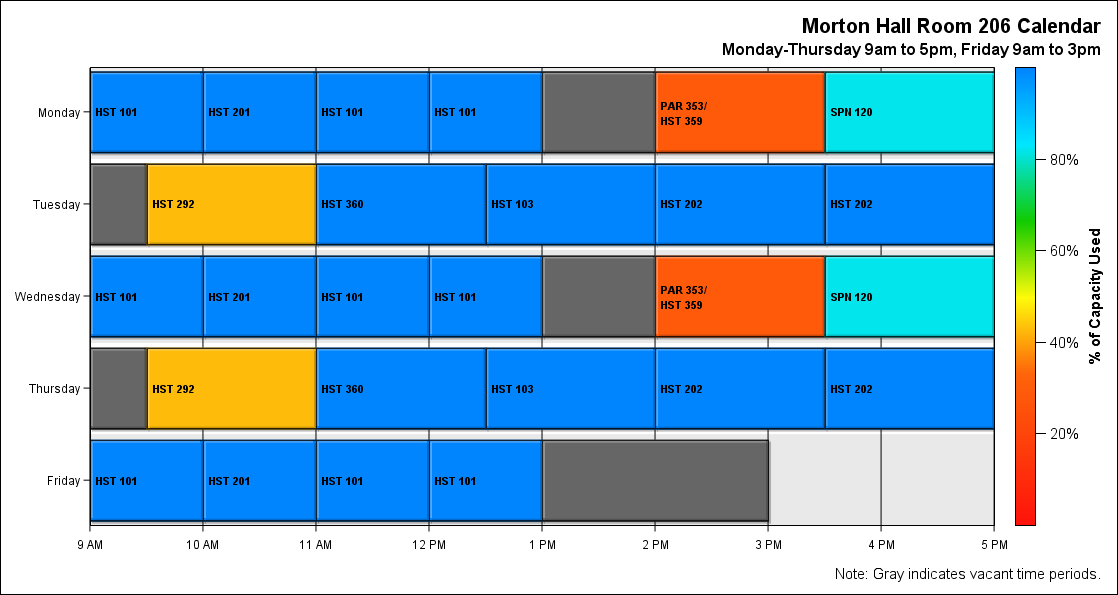 Morton Hall Room 206 Calendar
Monday-Thursday 9am to 5pm, Friday 9am to 3pm
Monday
HST 101
HST 201
HST 101
HST 101
PAR 353/
HST 359
SPN 120
Tuesday
HST 292
HST 360
HST 103
HST 202
HST 202
Wednesday
HST 101
HST 201
HST 101
HST 101
PAR 353/
HST 359
SPN 120
Thursday
HST 292
HST 360
HST 103
HST 202
HST 202
Friday
HST 101
HST 201
HST 101
HST 101
9 AM
10 AM
11 AM
12 PM
1 PM
2 PM
3 PM
4 PM
5 PM
80%
60%
40%
20%
% of Capacity Used
Note: Gray indicates vacant time periods.